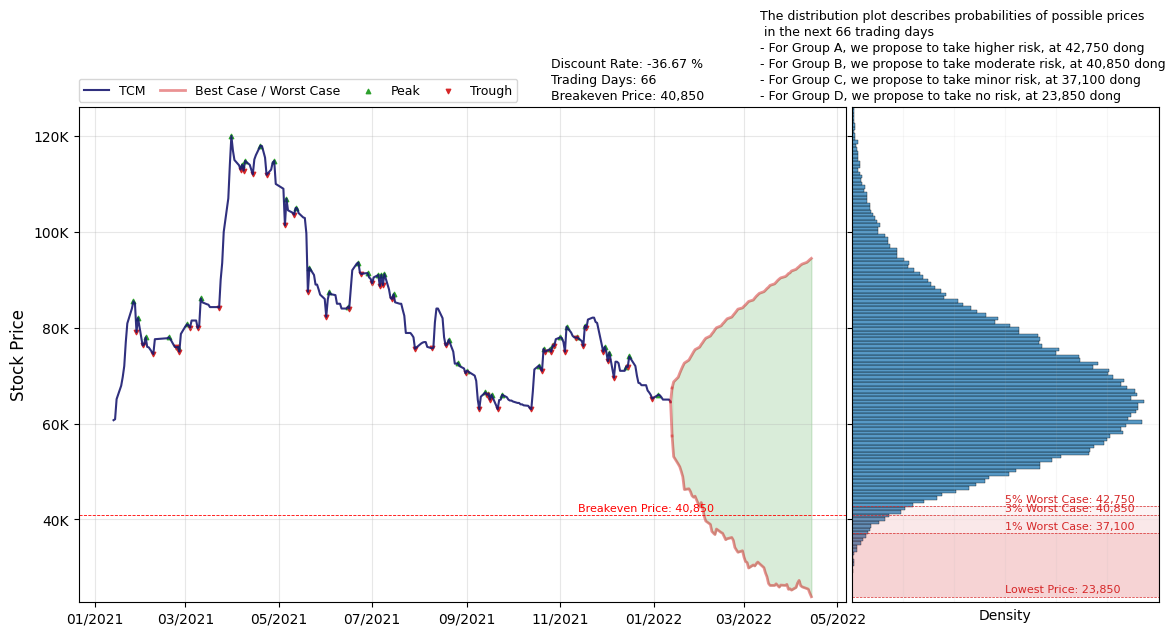 The distribution plot describes probabilities of possible prices
in the next 66 trading days
- For Group A, we propose to take higher risk, at 42,750 dong
- For Group B, we propose to take moderate risk, at 40,850 dong
- For Group C, we propose to take minor risk, at 37,100 dong
- For Group D, we propose to take no risk, at 23,850 dong
Discount Rate: -36.67 %
Trading Days: 66
Breakeven Price: 40,850
TCM
Best Case / Worst Case
Peak
Trough
Stock Price
120K
100K
80K
60K
40K
Breakeven Price: 40,850
01/2021
03/2021
05/2021
07/2021
09/2021
11/2021
01/2022
03/2022
05/2022
5% Worst Case: 42,750
3% Worst Case: 40,850
1% Worst Case: 37,100
Lowest Price: 23,850
Density